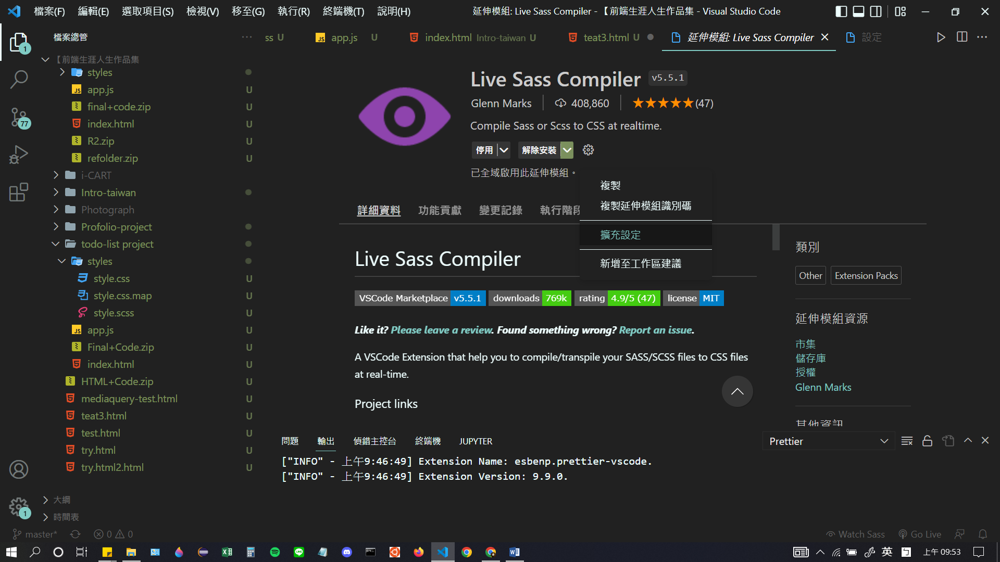 檔案(F) 編輯(E) 選取項目(S) 檢視(V) 移至(G) 執行(R) 終端機(T) 說明(H)
延伸模組: Live Sass Compiler - 【前端生涯人生作品集 - Visual Studio Code
檔案總管 ···
ss U
JS app.js U
index.html Intro-taiwan U
teat3.html U
延伸模組: Live Sass Compiler
設定
1
77
【前端生涯人生作品集
styles
JS app.js U
final+code.zip U
index.html U
R2.zip U
refolder.zip U
i-CART
Intro-taiwan
Photograph
Profolio-project
todo-list project
styles
style.css U
style.css.map U
style.scss U
JS app.js U
Final+Code.zip U
index.html U
HTML+Code.zip U
mediaquery-test.html U
teat3.html U
test.html U
try.html U
try.html2.html U
大綱
時間表
1
Live Sass Compiler v5.5.1
Glenn Marks 408,860 ★★★★★(47)
Compile Sass or Scss to CSS at realtime.
停用 解除安裝
已全域啟用此延伸模組。
複製
複製延伸模組識別碼
擴充設定
新增至工作區建議
詳細資料 功能貢獻 變更記錄 執行階段
Live Sass Compiler
VSCode Marketplace v5.5.1 downloads 769k rating 4.9/5 (47) license MIT
Like it? Please leave a review. Found something wrong? Report an issue.
A VSCode Extension that help you to compile/transpile your SASS/SCSS files to CSS files
at real-time.
Project links
類別
Other Extension Packs
延伸模組資源
市集
儲存庫
授權
Glenn Marks
其他資訊
問題 輸出 偵錯主控台 終端機 JUPYTER
Prettier
["INFO" - 上午9:46:49] Extension Name: esbenp.prettier-vscode.
["INFO" - 上午9:46:49] Extension Version: 9.9.0.
master* 0 0
Watch Sass Go Live
英
上午 09:53